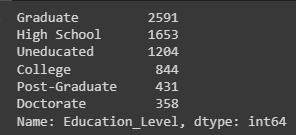 Graduate 2591
High School 1653
Uneducated 1204
College 844
Post-Graduate 431
Doctorate 358
Name: Education_Level, dtype: int64